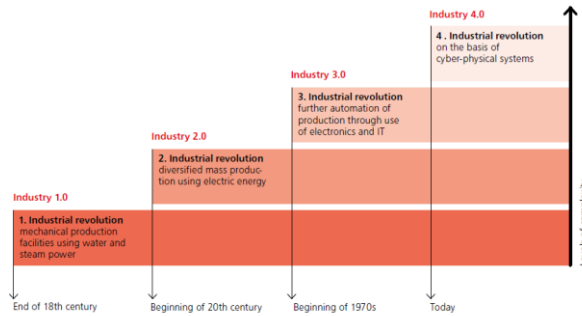 Industry 4.0
4 . Industrial revolution
on the basis of
cyber-physical systems
Industry 3.0
3. Industrial revolution
further automation of
production through use
of electronics and IT
Industry 2.0
2. Industrial revolution
diversified mass produc-
tion using electric energy
Industry 1.0
1. Industrial revolution
mechanical production
facilities using water and
steam power
End of 18th century
Beginning of 20th century
Beginning of 1970s
Today